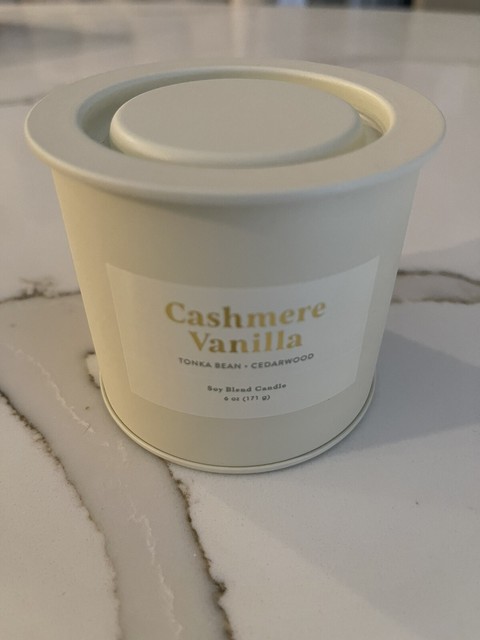 Cashmere
Vanilla
TONKA BEAN • CEDARWOOD
Soy Blend Candle
6 oz (171 g)